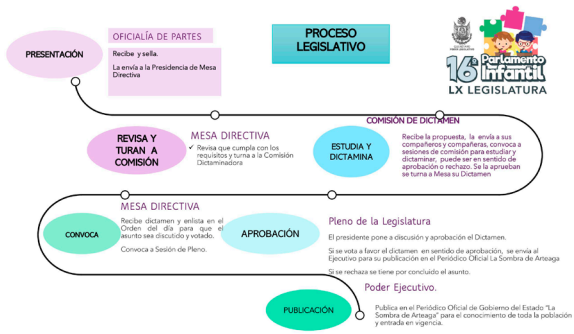 PROCESO
LEGISLATIVO
16ª Parlamento
Infantil
LX LEGISLATURA
PRESENTACIÓN
OFICIALÍA DE PARTES
Recibe y sella.
La envía a la Presidencia de Mesa
Directiva
REVISA Y
TURAN A
COMISIÓN
MESA DIRECTIVA
✓ Revisa que cumpla con los
requisitos y turna a la Comisión
Dictaminadora
ESTUDIA Y
DICTAMINA
COMISIÓN DE DICTAMEN
Recibe la propuesta, la envía a sus
compañeros y compañeras, convoca a
sesiones de comisión para estudiar y
dictaminar, puede ser en sentido de
aprobación o rechazo. Se la aprueban
se turna a Mesa su Dictamen
CONVOCA
MESA DIRECTIVA
Recibe dictamen y enlista en el
Orden del día para que el
asunto sea discutido y votado.
Convoca a Sesión de Pleno.
APROBACIÓN
Pleno de la Legislatura
El presidente pone a discusión y aprobación el Dictamen.
Si se vota a favor el dictamen en sentido de aprobación, se envía al
Ejecutivo para su publicación en el Periódico Oficial La Sombra de Arteaga
Si se rechaza se tiene por concluido el asunto.
PUBLICACIÓN
Poder Ejecutivo.
Publica en el Periódico Oficial de Gobierno del Estado "La
Sombra de Arteaga" para el conocimiento de toda la población
y entrada en vigencia.